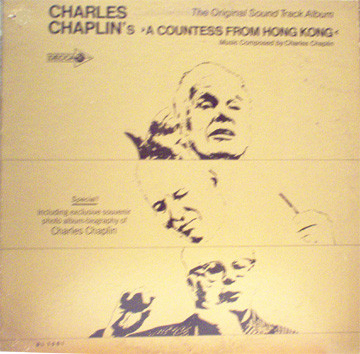 CHARLES
CHAPLIN's
The Original Sound Track Album
"A COUNTESS FROM HONG KONG"
Music Composed by Charles Chaplin
DECCA
Special!
Including exclusive souvenir
photo album-biography of
Charles Chaplin